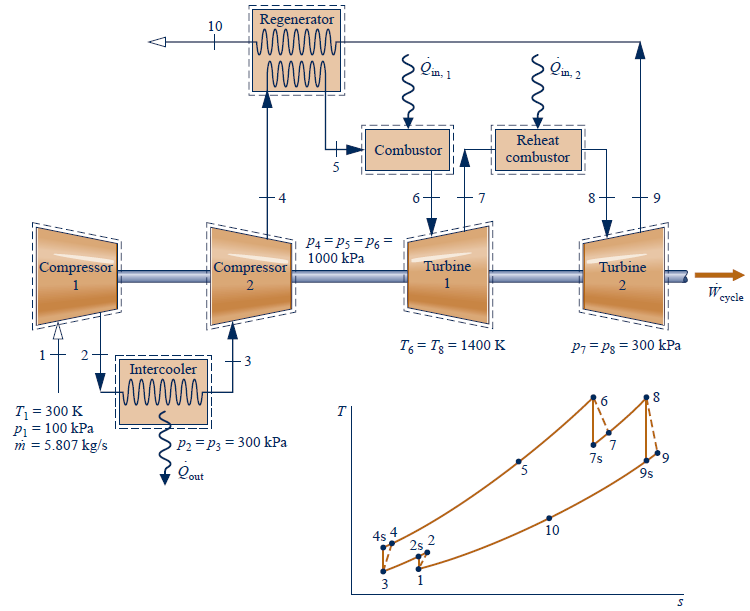 10
Regenerator
Q̇in, 1
Q̇in, 2
Combustor
Reheat
combustor
5
4
6
7
8
9
p4 = p5 = p6 =
1000 kPa
Compressor
1
Compressor
2
Turbine
1
Turbine
2
Ẇcycle
T6 = T8 = 1400 K
p7 = p8 = 300 kPa
1
2
3
Intercooler
T1 = 300 K
p1 = 100 kPa
ṁ = 5.807 kg/s
p2 = p3 = 300 kPa
Q̇out
T
6
8
7
7s
9
9s
5
10
4s
4
2s
2
3
1
s